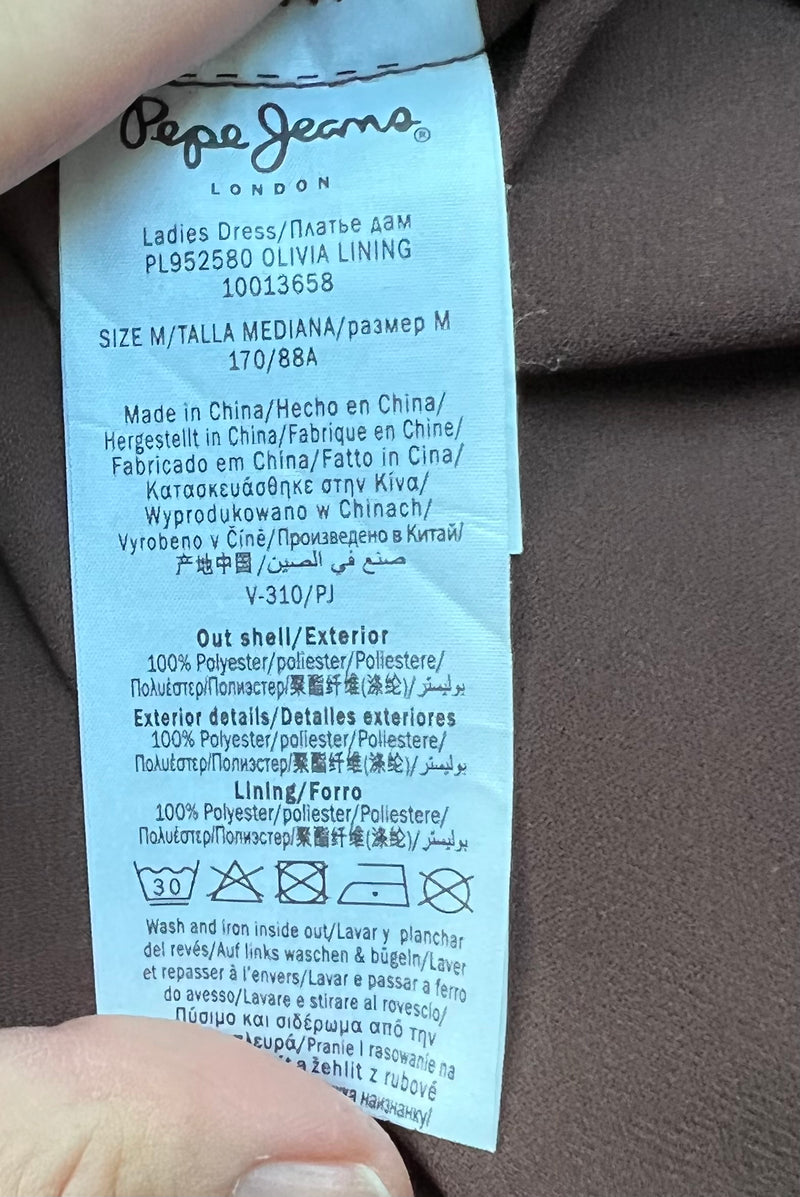 Pepe Jeans®
LONDON
Ladies Dress/Платье дам
PL952580 OLIVIA LINING
10013658
SIZE M/TALLA MEDIANA/размер M
170/88A
Made in China/Hecho en China/
Hergestellt in China/Fabrique en Chine/
Fabricado em China/Fatto in Cina/
Κατασκευάσθηκε στην Κίνα/
Wyprodukowano w Chinach/
Vyrobeno v Číně/Произведено в Китай/
产地中国/صنع في الصين
V-310/PJ
Out shell/Exterior
100% Polyester/poliester/Poliestere/
Πολυέστερ/Полиэстер/聚酯纤维(涤纶)/بوليستر
Exterior details/Detalles exteriores
100% Polyester/poliester/Poliestere/
Πολυέστερ/Полиэстер/聚酯纤维(涤纶)/بوليستر
Lining/Forro
100% Polyester/poliester/Poliestere/
Πολυέστερ/Полиэстер/聚酯纤维(涤纶)/بوليستر
30
Wash and iron inside out/Lavar y planchar
del revés/Auf links waschen & bügeln/Laver
et repasser à l'envers/Lavar e passar a ferro
do avesso/Lavare e stirare al rovescio/
Πύσιμο και σιδέρωμα από την
πλευρά/Pranie I rasowanie na
a žehlit z rubové
наизнанку/